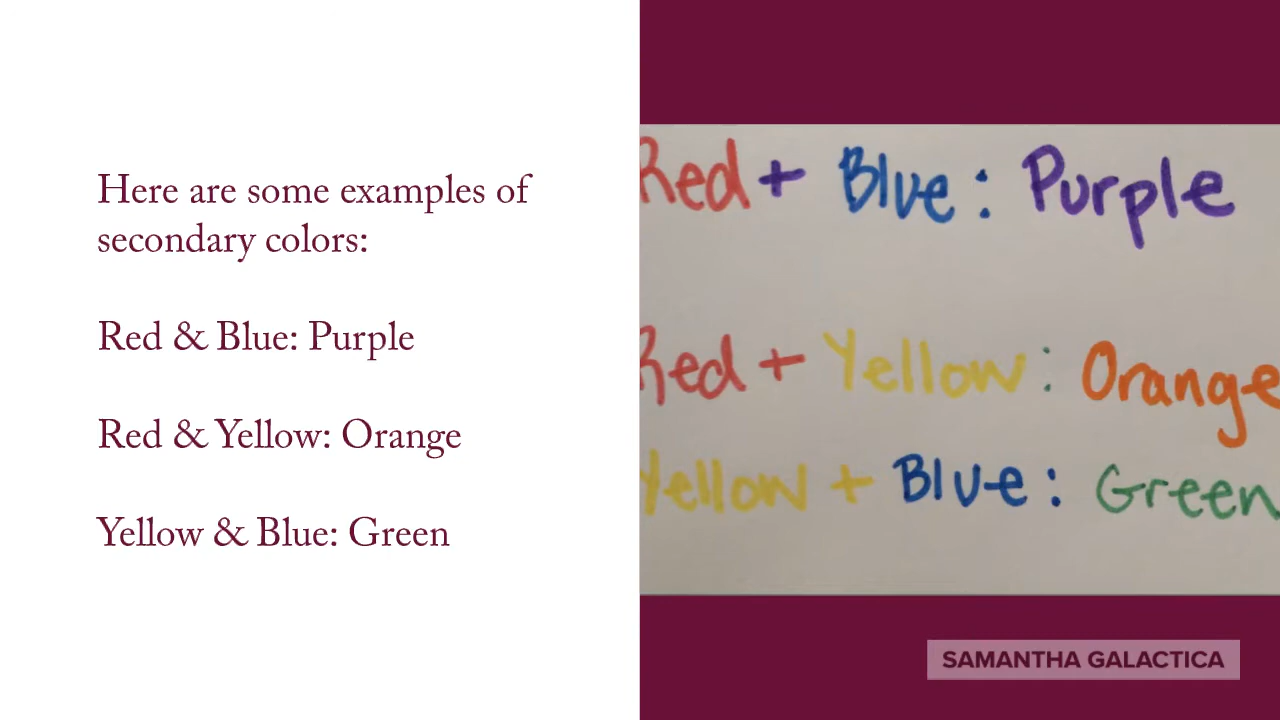 Here are some examples of
secondary colors:
Red & Blue: Purple
Red & Yellow: Orange
Yellow & Blue: Green
Red + Blue: Purple
Red + Yellow: Orange
Yellow + Blue: Green
SAMANTHA GALACTICA